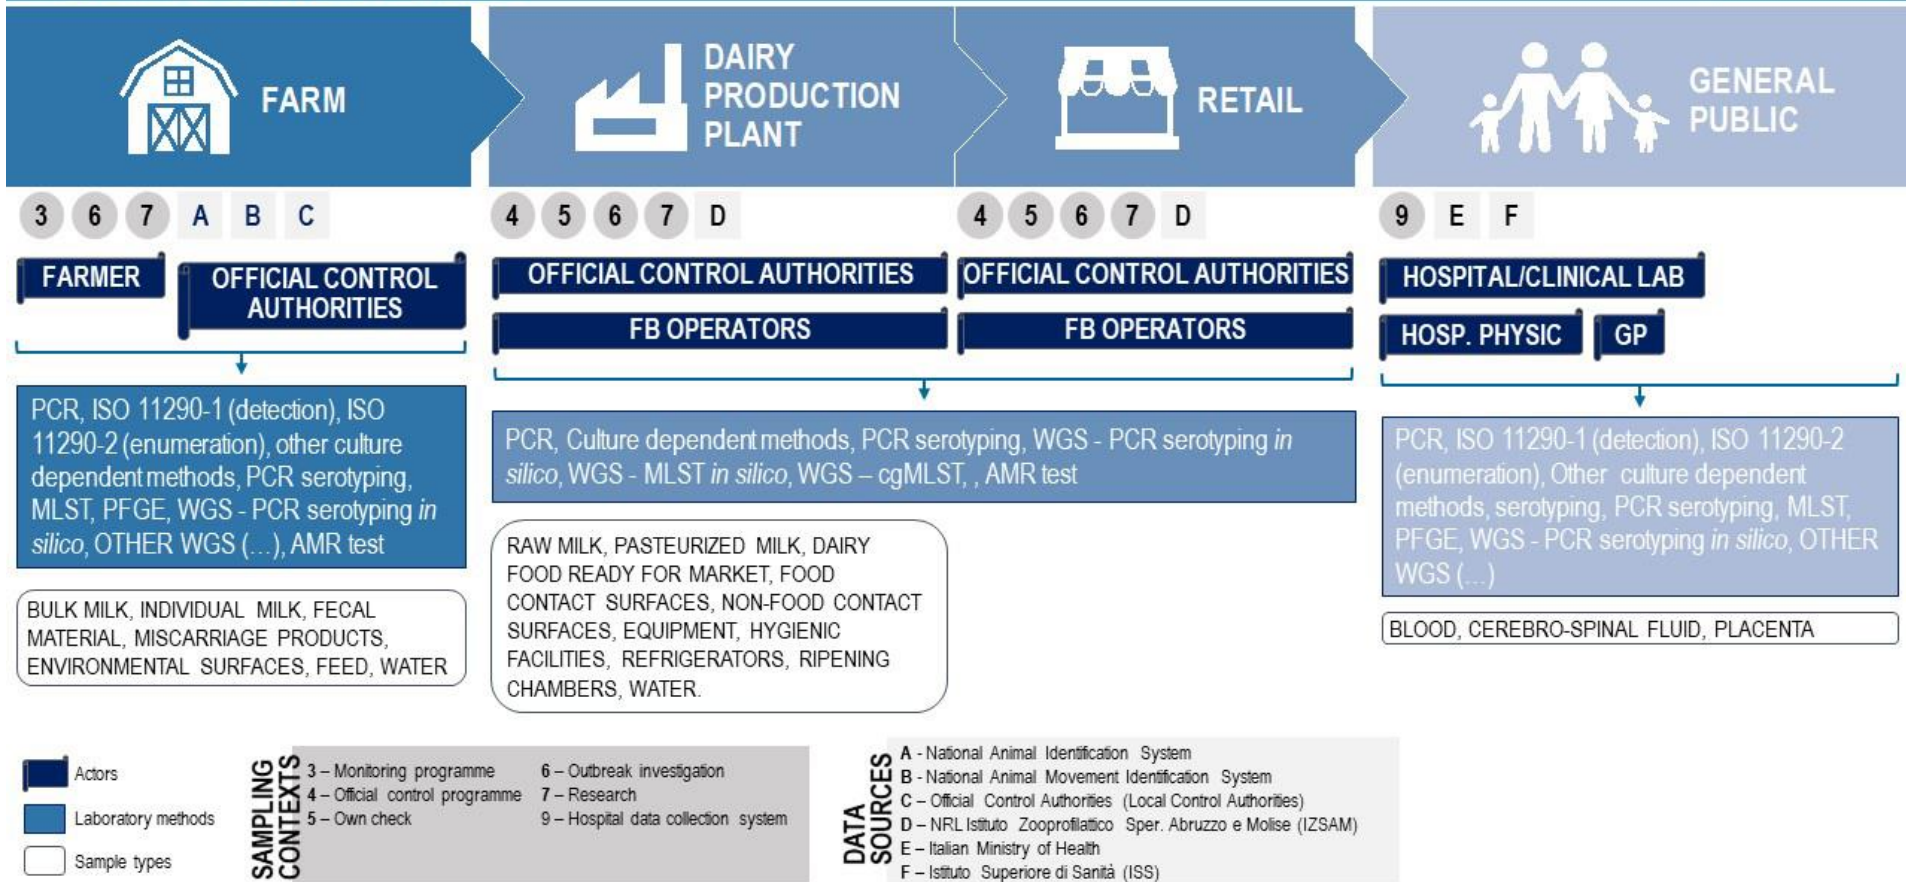 FARM
DAIRY
PRODUCTION
PLANT
RETAIL
GENERAL
PUBLIC
3 6 7 A B C
4 5 6 7 D
4 5 6 7 D
9 E F
FARMER
OFFICIAL CONTROL
AUTHORITIES
OFFICIAL CONTROL AUTHORITIES
FB OPERATORS
OFFICIAL CONTROL AUTHORITIES
FB OPERATORS
HOSPITAL/CLINICAL LAB
HOSP. PHYSIC
GP
PCR, ISO 11290-1 (detection), ISO
11290-2 (enumeration), other culture
dependent methods, PCR serotyping,
MLST, PFGE, WGS - PCR serotyping in
silico, OTHER WGS (...), AMR test
PCR, Culture dependent methods, PCR serotyping, WGS - PCR serotyping in
silico, WGS - MLST in silico, WGS – cgMLST, , AMR test
PCR, ISO 11290-1 (detection), ISO 11290-2
(enumeration), Other culture dependent
methods, serotyping, PCR serotyping, MLST,
PFGE, WGS - PCR serotyping in silico, OTHER
WGS (...)
BULK MILK, INDIVIDUAL MILK, FECAL
MATERIAL, MISCARRIAGE PRODUCTS,
ENVIRONMENTAL SURFACES, FEED, WATER
RAW MILK, PASTEURIZED MILK, DAIRY
FOOD READY FOR MARKET, FOOD
CONTACT SURFACES, NON-FOOD CONTACT
SURFACES, EQUIPMENT, HYGIENIC
FACILITIES, REFRIGERATORS, RIPENING
CHAMBERS, WATER.
BLOOD, CEREBRO-SPINAL FLUID, PLACENTA
Actors
Laboratory methods
Sample types
SAMPLING
CONTEXTS
3 – Monitoring programme
4 – Official control programme
5 – Own check
6 – Outbreak investigation
7 – Research
9 – Hospital data collection system
DATA
SOURCES
A - National Animal Identification System
B - National Animal Movement Identification System
C – Official Control Authorities (Local Control Authorities)
D – NRL Istituto Zooprofilattico Sper. Abruzzo e Molise (IZSAM)
E – Italian Ministry of Health
F – Istituto Superiore di Sanità (ISS)